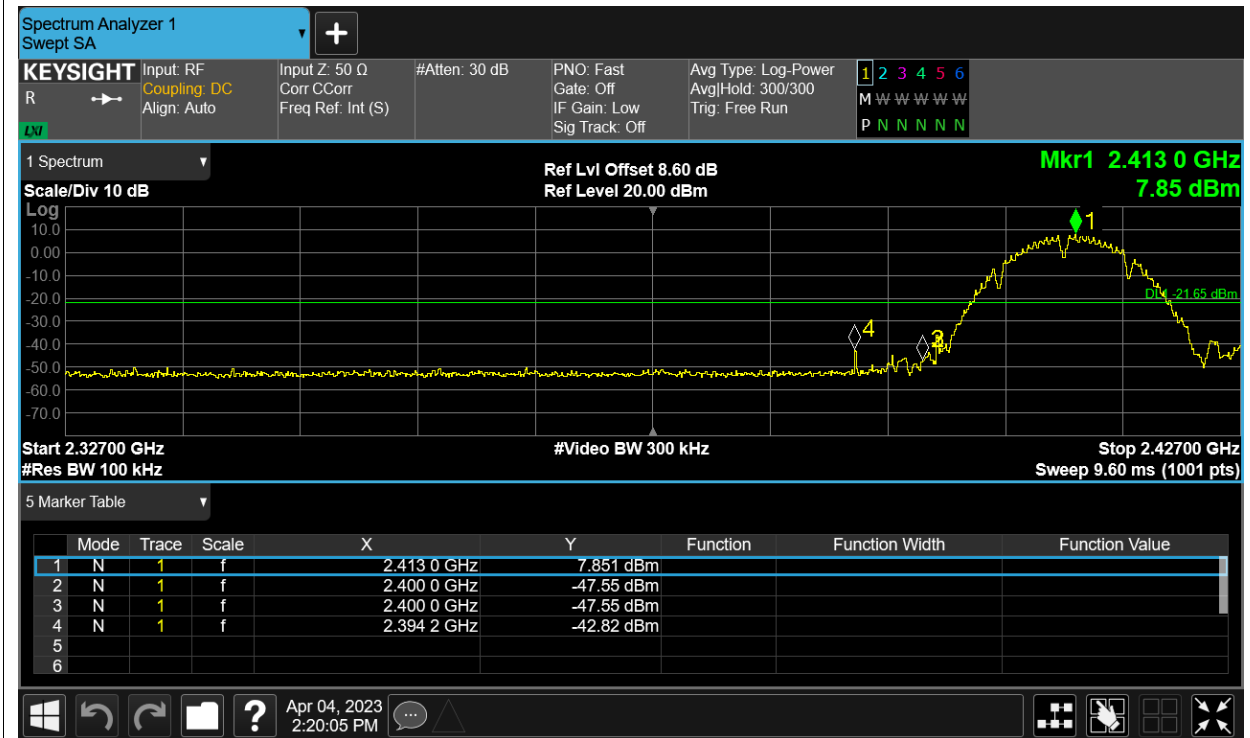 Spectrum Analyzer 1
Swept SA
+
KEYSIGHT Input: RF Input Z: 50 Ω #Atten: 30 dB PNO: Fast Avg Type: Log-Power 1 2 3 4 5 6
R Coupling: DC Corr CCorr Gate: Off Avg|Hold: 300/300 M W W W W W
Align: Auto Freq Ref: Int (S) IF Gain: Low Trig: Free Run
LXI Sig Track: Off P N N N N N
1 Spectrum Ref Lvl Offset 8.60 dB Mkr1 2.413 0 GHz
Scale/Div 10 dB Ref Level 20.00 dBm 7.85 dBm
Log
1
10.0
0.00
-10.0
-20.0
DL1 -21.65 dBm
-30.0
4
-40.0
-50.0
-60.0
-70.0
Start 2.32700 GHz #Video BW 300 kHz Stop 2.42700 GHz
#Res BW 100 kHz Sweep 9.60 ms (1001 pts)
5 Marker Table
Mode Trace Scale X Y Function Function Width Function Value
1 N 1 f 2.413 0 GHz 7.851 dBm
2 N 1 f 2.400 0 GHz -47.55 dBm
3 N 1 f 2.400 0 GHz -47.55 dBm
4 N 1 f 2.394 2 GHz -42.82 dBm
5
6
? Apr 04, 2023
2:20:05 PM